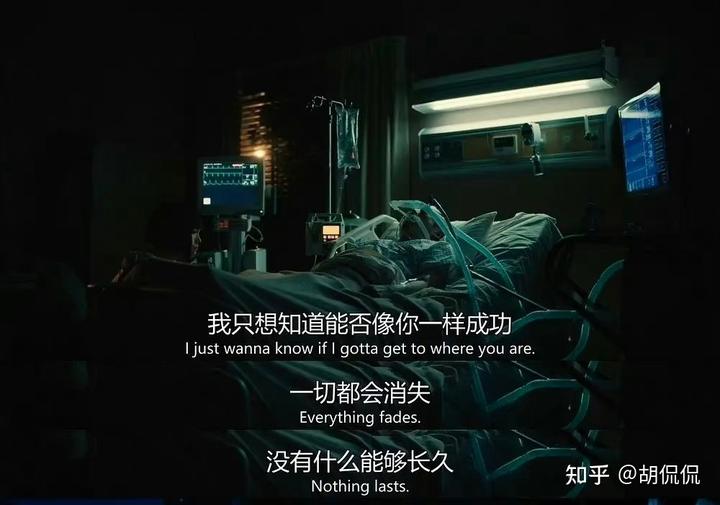 我只想知道能否像你一样成功
I just wanna know if I gotta get to where you are.
一切都会消失
Everything fades.
没有什么能够长久
Nothing lasts.
知乎 @胡侃侃